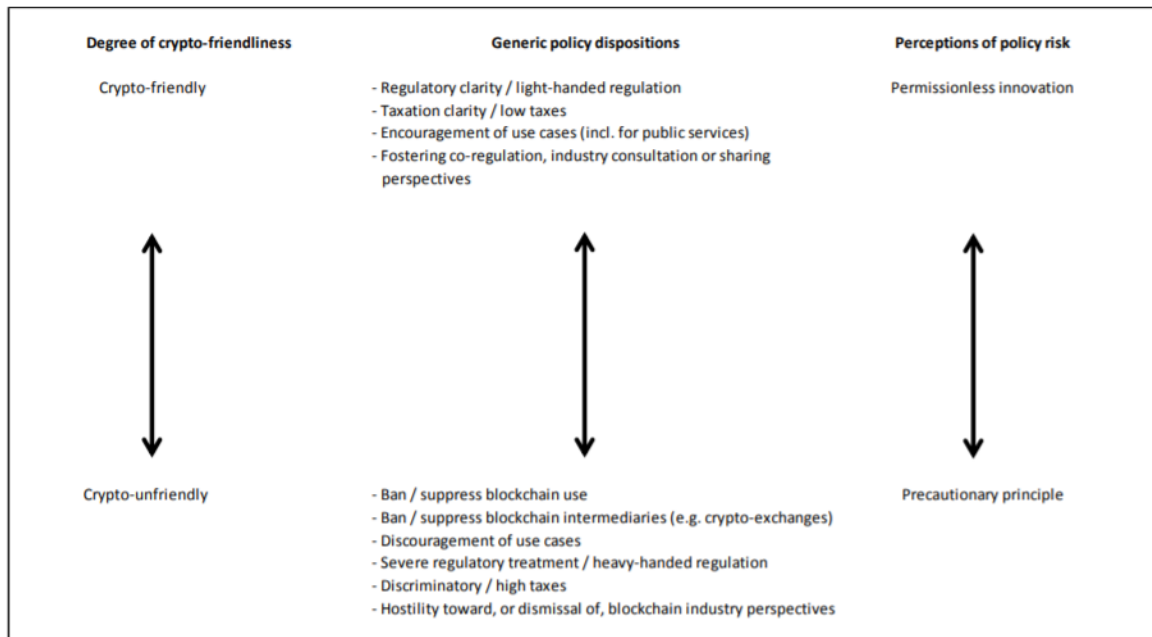 Degree of crypto-friendliness
Generic policy dispositions
Perceptions of policy risk
Crypto-friendly
- Regulatory clarity / light-handed regulation
- Taxation clarity / low taxes
- Encouragement of use cases (incl. for public services)
- Fostering co-regulation, industry consultation or sharing
perspectives
Permissionless innovation
Crypto-unfriendly
- Ban / suppress blockchain use
- Ban / suppress blockchain intermediaries (e.g. crypto-exchanges)
- Discouragement of use cases
- Severe regulatory treatment / heavy-handed regulation
- Discriminatory / high taxes
- Hostility toward, or dismissal of, blockchain industry perspectives
Precautionary principle